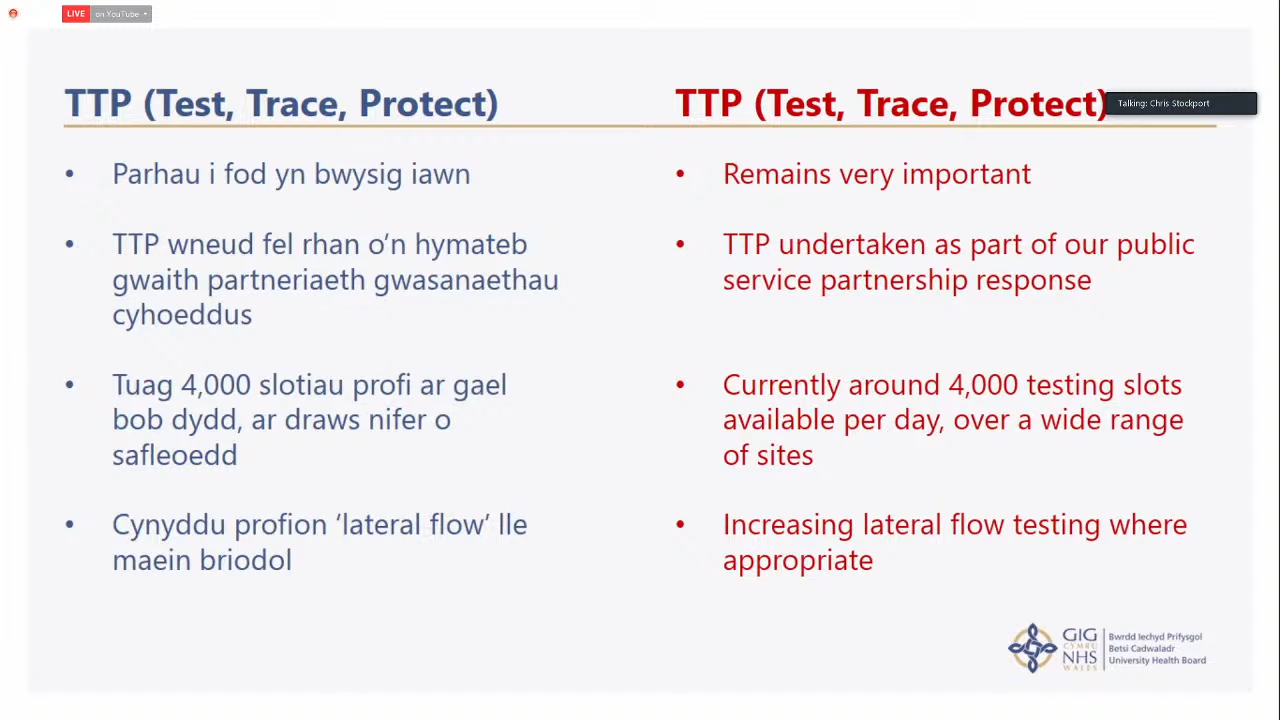 LIVE on YouTube
TTP (Test, Trace, Protect)
Parhau i fod yn bwysig iawn
TTP wneud fel rhan o’n hymateb
gwaith partneriaeth gwasanaethau
cyhoeddus
Tuag 4,000 slotiau profi ar gael
bob dydd, ar draws nifer o
safleoedd
Cynyddu profion ‘lateral flow’ lle
maein briodol
TTP (Test, Trace, Protect)
Talking: Chris Stockport
Remains very important
TTP undertaken as part of our public
service partnership response
Currently around 4,000 testing slots
available per day, over a wide range
of sites
Increasing lateral flow testing where
appropriate
GIG
CYMRU
NHS
WALES
Bwrdd Iechyd Prifysgol
Betsi Cadwaladr
University Health Board